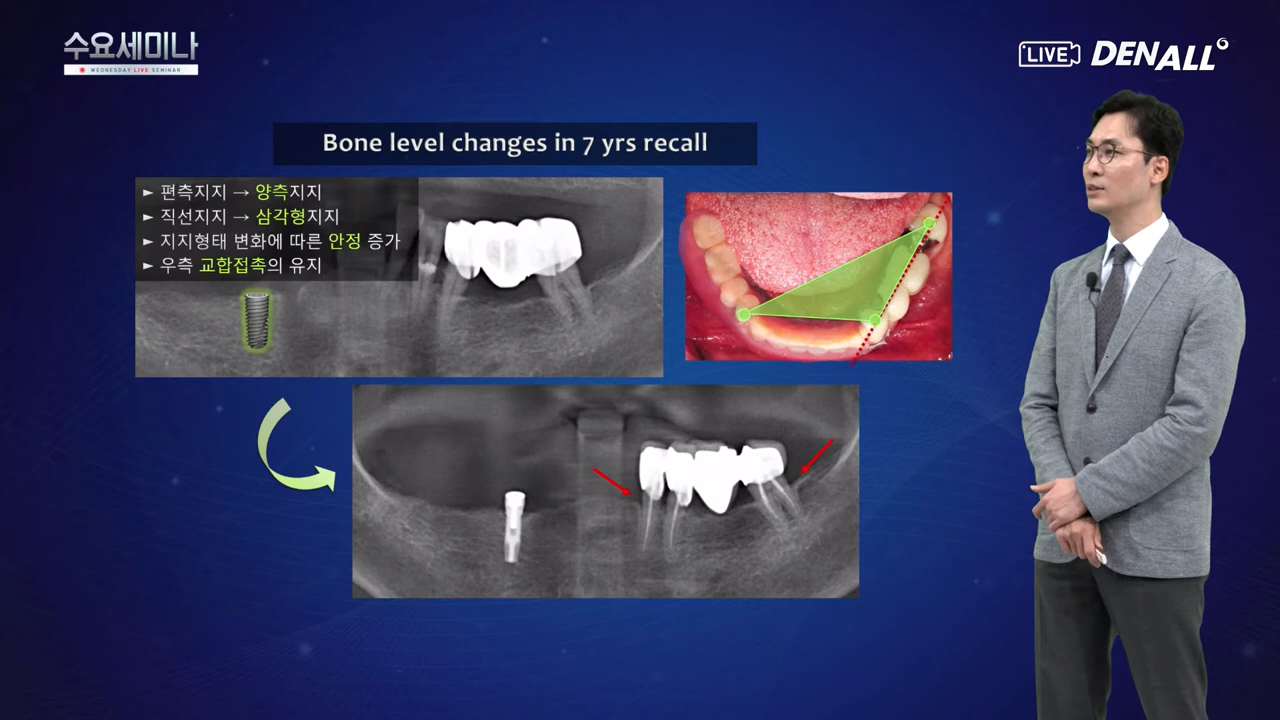 수요세미나
WEDNESDAY LIVE SEMINAR
LIVE
DENALL
Bone level changes in 7 yrs recall
► 편측지지 → 양측지지
► 직선지지 → 삼각형지지
► 지지형태 변화에 따른 안정 증가
► 우측 교합접촉의 유지